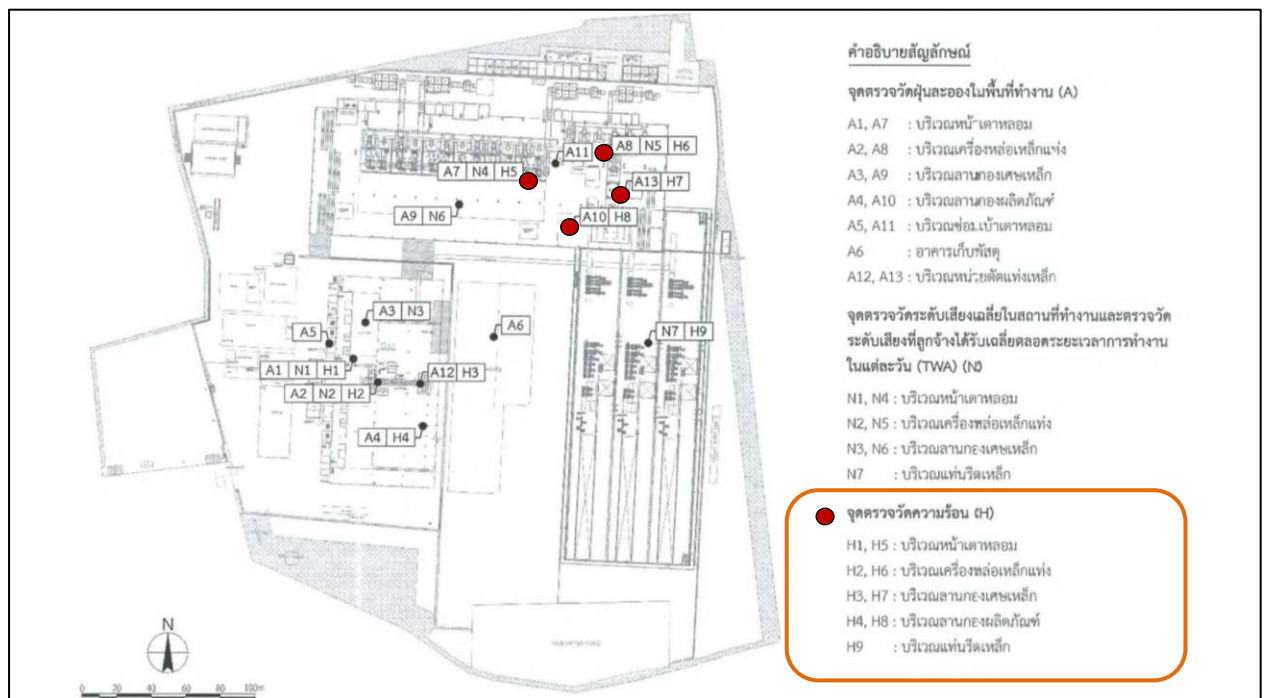 A11
A8 N5 H6
A7 N4 H5
A13 H7
A9 N6
A10 H8
A3 N3
A5
A6
N7 H9
A1 N1 H1
A12 H3
A2 N2 H2
A4 H4
N
0 20 40 60 80 100m
คำอธิบายสัญลักษณ์
จุดตรวจวัดฝุ่นละอองในพื้นที่ทำงาน (A)
A1, A7 : บริเวณหน้าเตาหลอม
A2, A8 : บริเวณเครื่องหล่อเหล็กแท่ง
A3, A9 : บริเวณลานกองเศษเหล็ก
A4, A10 : บริเวณลานกองผลิตภัณฑ์
A5, A11 : บริเวณซ่อมเบ้าเตาหลอม
A6 : อาคารเก็บพัสดุ
A12, A13 : บริเวณหน่วยตัดแท่งเหล็ก
จุดตรวจวัดระดับเสียงเฉลี่ยในสถานที่ทำงานและตรวจวัด
ระดับเสียงที่ลูกจ้างได้รับเฉลี่ยตลอดระยะเวลาการทำงาน
ในแต่ละวัน (TWA) (N)
N1, N4 : บริเวณหน้าเตาหลอม
N2, N5 : บริเวณเครื่องหล่อเหล็กแท่ง
N3, N6 : บริเวณลานกองเศษเหล็ก
N7 : บริเวณแท่นรีดเหล็ก
จุดตรวจวัดความร้อน (H)
H1, H5 : บริเวณหน้าเตาหลอม
H2, H6 : บริเวณเครื่องหล่อเหล็กแท่ง
H3, H7 : บริเวณลานกองเศษเหล็ก
H4, H8 : บริเวณลานกองผลิตภัณฑ์
H9 : บริเวณแท่นรีดเหล็ก